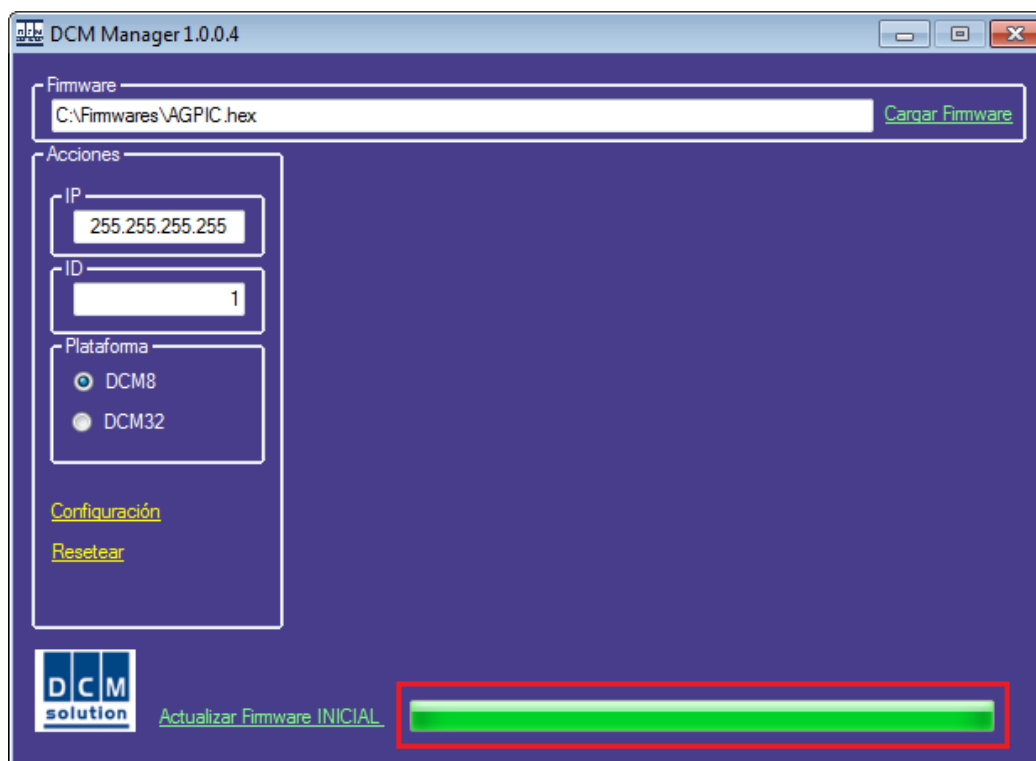 DCM Manager 1.0.0.4
Firmware
C:\Firmwares\AGPIC.hex
Cargar Firmware
Acciones
IP
255.255.255.255
ID
1
Plataforma
DCM8
DCM32
Configuración
Resetear
DCM
solution
Actualizar Firmware INICIAL